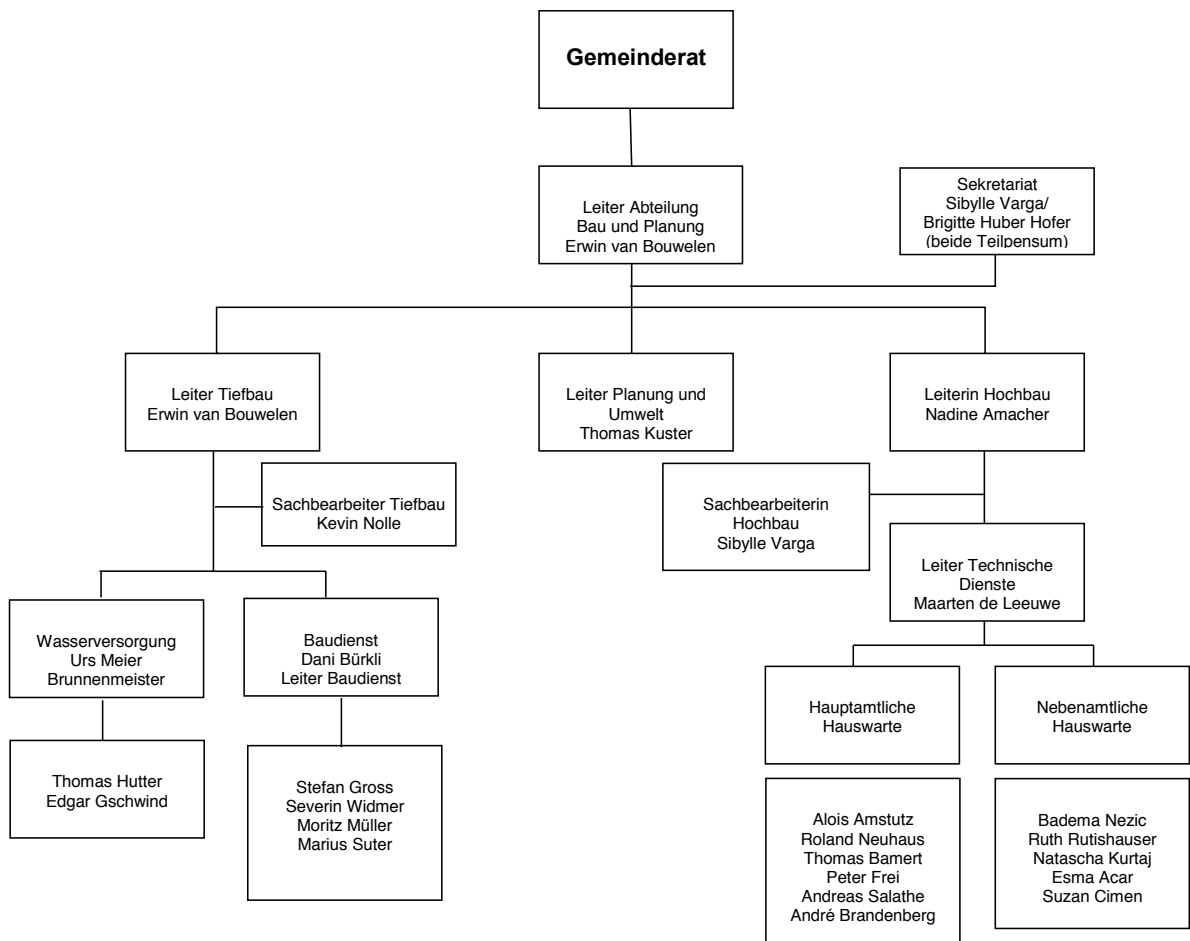 Gemeinderat
Leiter Abteilung
Bau und Planung
Erwin van Bouwelen
Sekretariat
Sibylle Varga/
Brigitte Huber Hofer
(beide Teilpensum)
Leiter Tiefbau
Erwin van Bouwelen
Leiter Planung und
Umwelt
Thomas Kuster
Leiterin Hochbau
Nadine Amacher
Sachbearbeiter Tiefbau
Kevin Nolle
Sachbearbeiterin
Hochbau
Sibylle Varga
Leiter Technische
Dienste
Maarten de Leeuwe
Wasserversorgung
Urs Meier
Brunnenmeister
Baudienst
Dani Bürkli
Leiter Baudienst
Hauptamtliche
Hauswarte
Nebenamtliche
Hauswarte
Thomas Hutter
Edgar Gschwind
Stefan Gross
Severin Widmer
Moritz Müller
Marius Suter
Alois Amstutz
Roland Neuhaus
Thomas Bamert
Peter Frei
Andreas Salathe
André Brandenberg
Badema Nezic
Ruth Rutishauser
Natascha Kurtaj
Esma Acar
Suzan Cimen